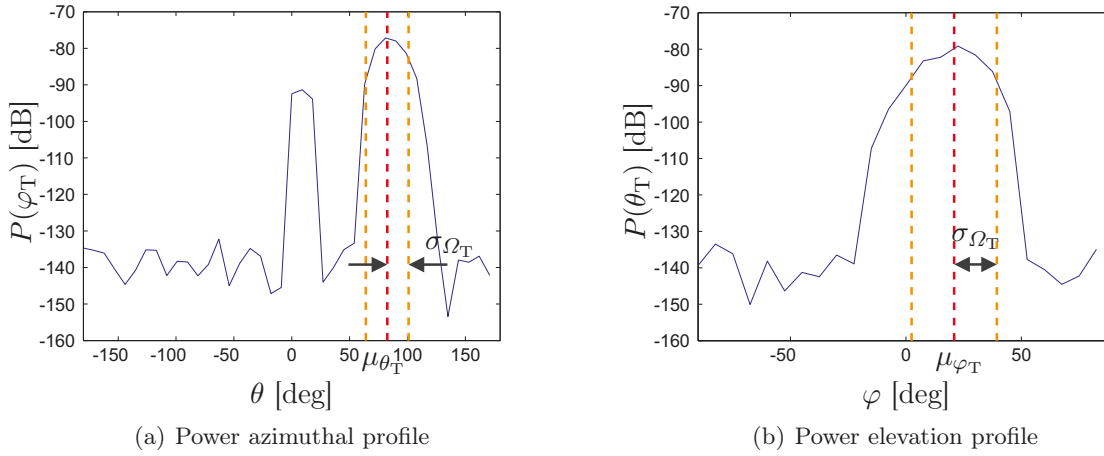 -70
-80
-90
-100
-110
-120
-130
-140
-150
-160
P(φT) [dB]
-150 -100 -50 0 50 100 150
μθT
σΩT
θ [deg]
(a) Power azimuthal profile
-70
-80
-90
-100
-110
-120
-130
-140
-150
-160
P(θT) [dB]
-50 0 50
μφT
σΩT
φ [deg]
(b) Power elevation profile